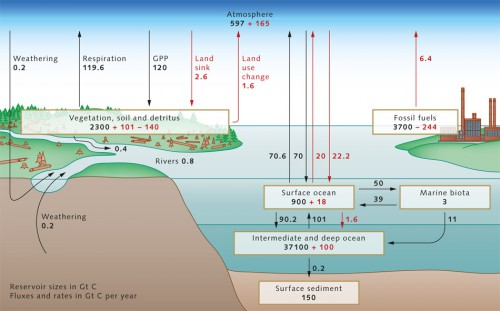 Atmosphere
597 + 165
Weathering
0.2
Respiration
119.6
GPP
120
Land
sink
2.6
Land
use
change
1.6
6.4
Vegetation, soil and detritus
2300 + 101 – 140
Fossil fuels
3700 – 244
0.4
Rivers 0.8
70.6
70
20
22.2
Weathering
0.2
Surface ocean
900 + 18
50
39
Marine biota
3
90.2
101
1.6
11
Intermediate and deep ocean
37100 + 100
0.2
Surface sediment
150
Reservoir sizes in Gt C
Fluxes and rates in Gt C per year